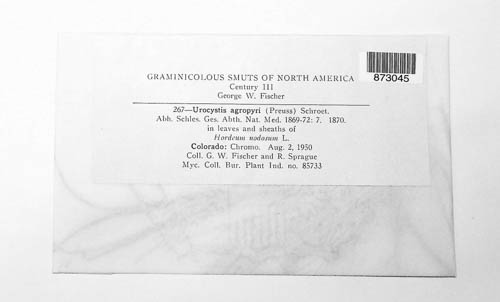 873045
GRAMINICOLOUS SMUTS OF NORTH AMERICA
Century III
George W. Fischer
267—Urocystis agropyri (Preuss) Schroet.
Abh. Schles. Ges. Abth. Nat. Med. 1869-72: 7. 1870.
in leaves and sheaths of
Hordeum nodosum L.
Colorado: Chromo. Aug. 2, 1950
Coll. G. W. Fischer and R. Sprague
Myc. Coll. Bur. Plant Ind. no. 85733